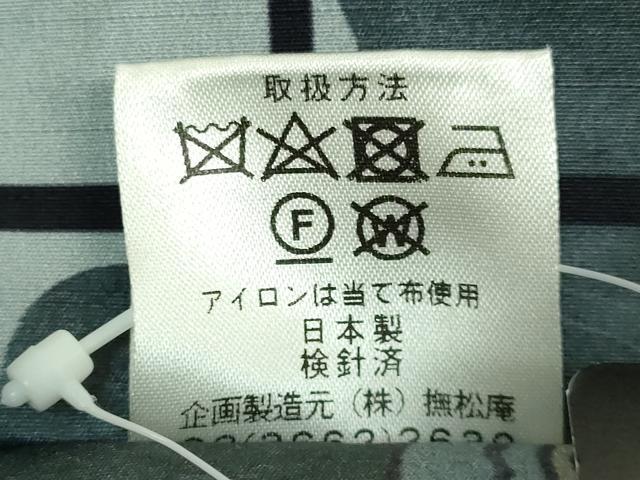 取扱方法
F W
アイロンは当て布使用
日本製
検針済
企画製造元（株）撫松庵